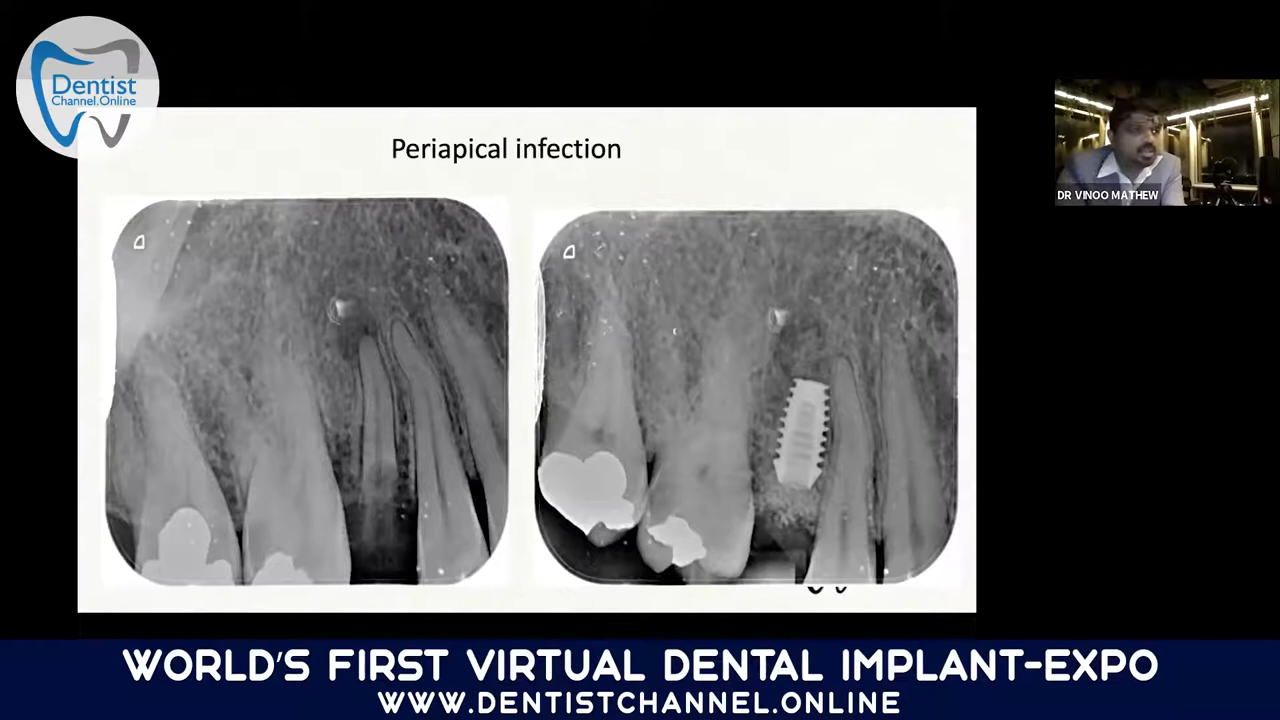 Dentist
Channel.Online
Periapical infection
DR VINOO MATHEW
WORLD'S FIRST VIRTUAL DENTAL IMPLANT-EXPO
WWW.DENTISTCHANNEL.ONLINE